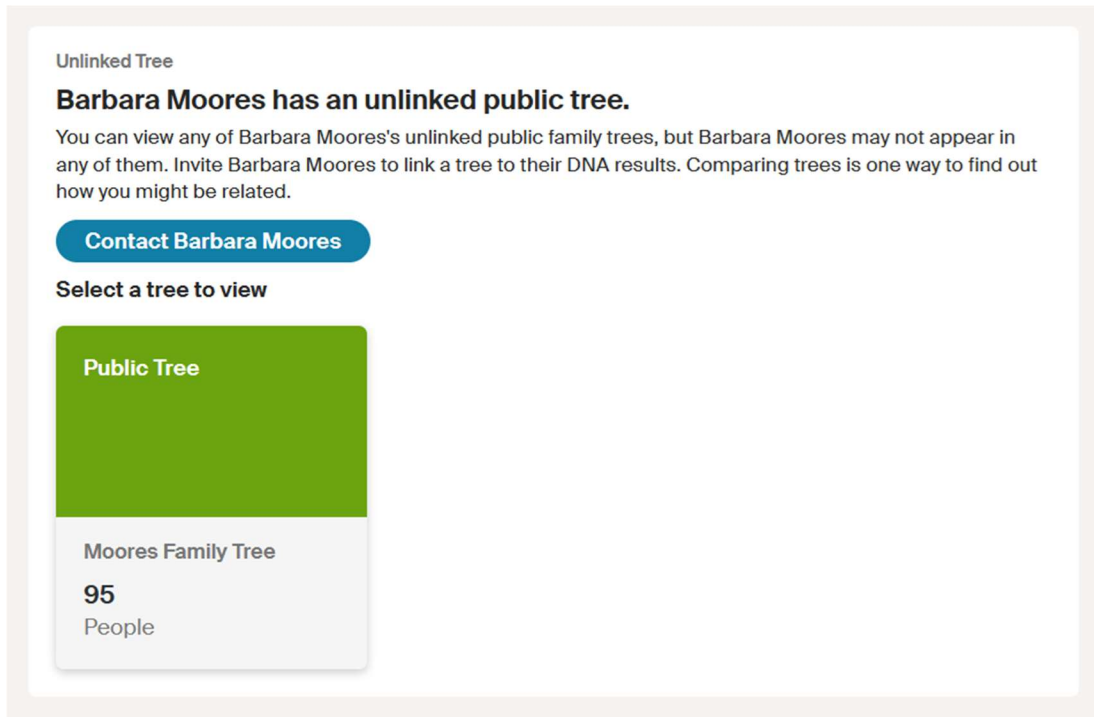 Unlinked Tree
Barbara Moores has an unlinked public tree.
You can view any of Barbara Moores's unlinked public family trees, but Barbara Moores may not appear in
any of them. Invite Barbara Moores to link a tree to their DNA results. Comparing trees is one way to find out
how you might be related.
Contact Barbara Moores
Select a tree to view
Public Tree
Moores Family Tree
95
People